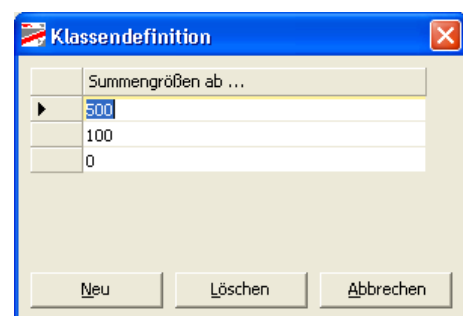 Klassendefinition
Summengrößen ab ...
500
100
0
Neu Löschen Abbrechen